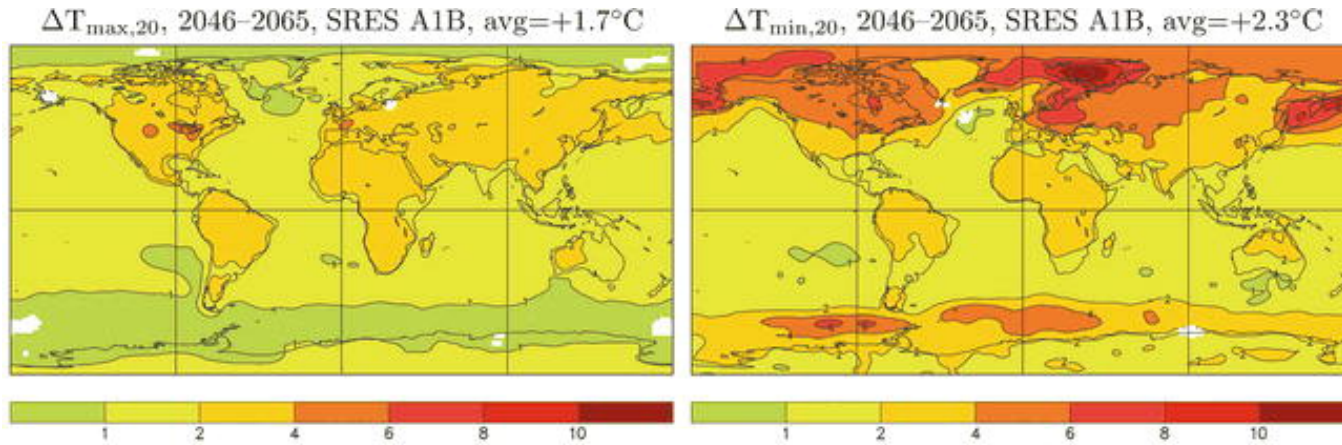 ΔTmax,20, 2046–2065, SRES A1B, avg=+1.7°C
ΔTmin,20, 2046–2065, SRES A1B, avg=+2.3°C
1 2 4 6 8 10
1 2 4 6 8 10